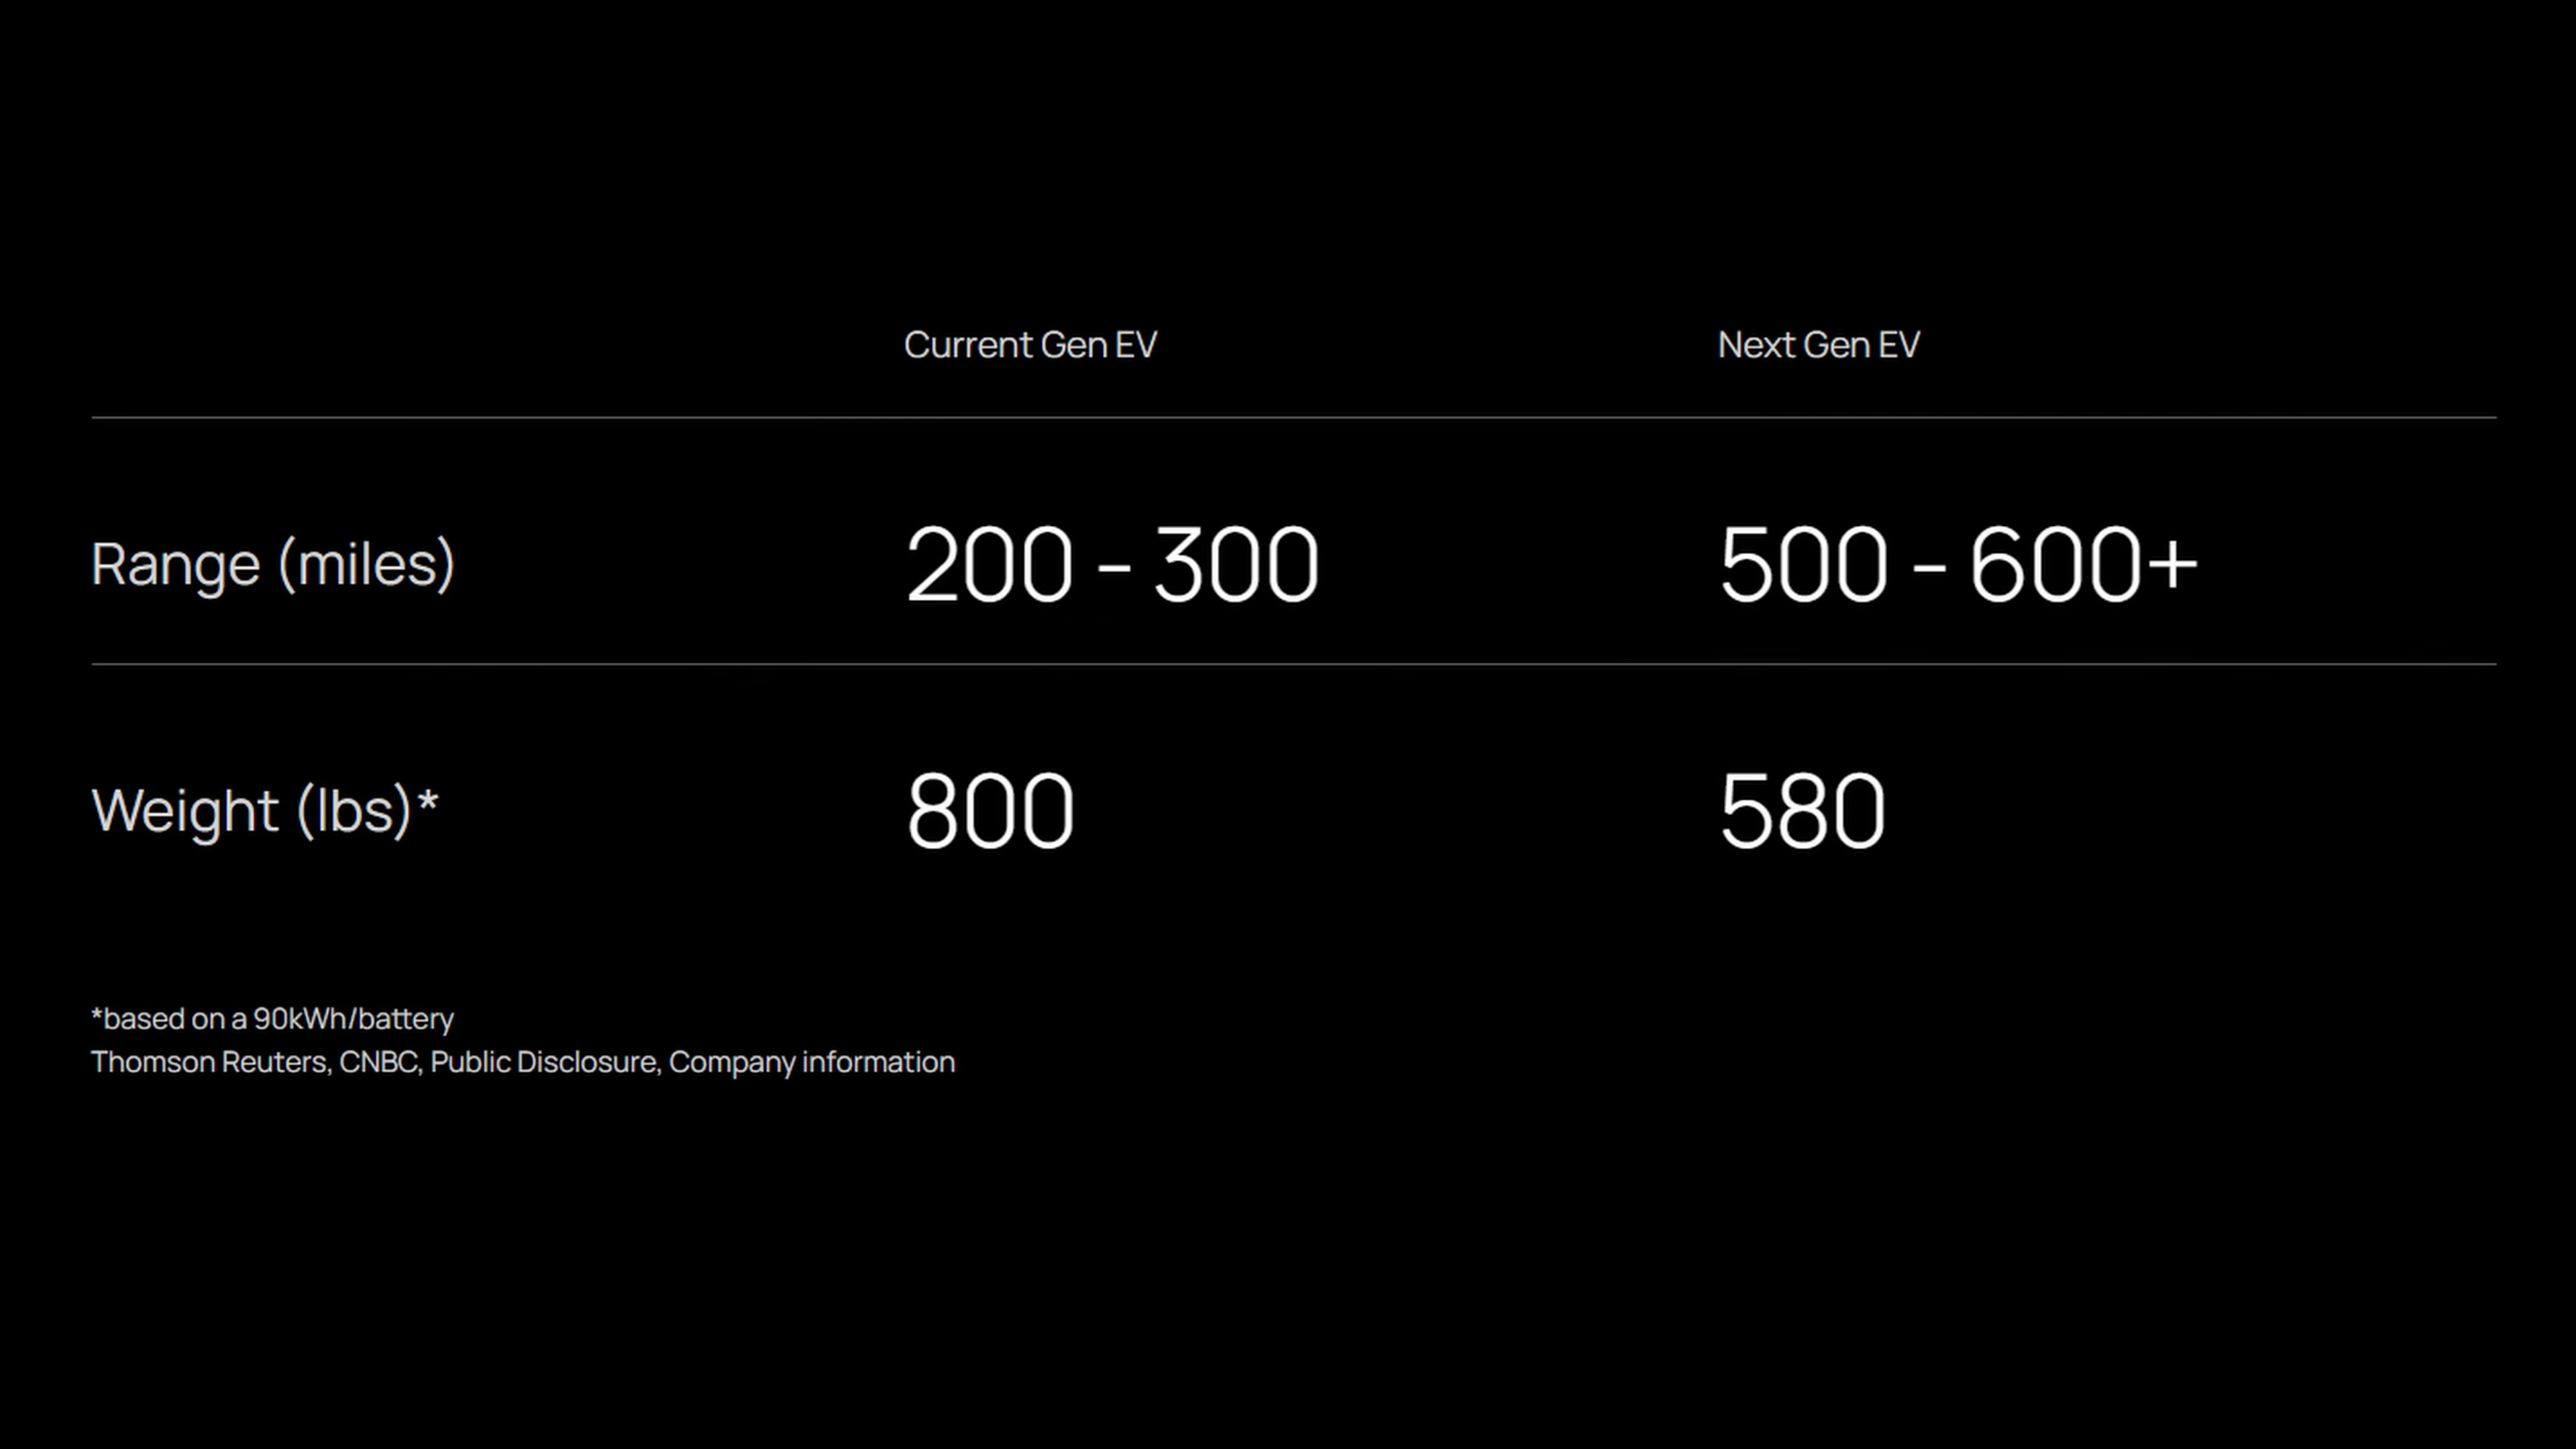 Current Gen EV Next Gen EV
Range (miles) 200 - 300 500 - 600+
Weight (lbs)* 800 580
*based on a 90kWh/battery
Thomson Reuters, CNBC, Public Disclosure, Company information